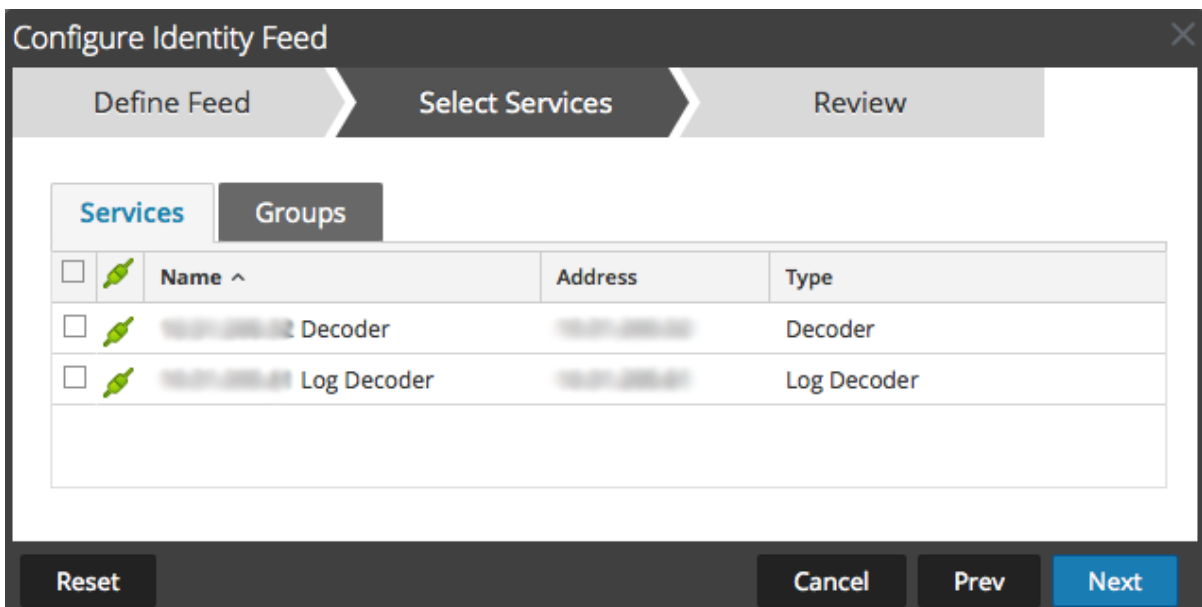 Configure Identity Feed
Define Feed Select Services Review
Services Groups
Name Address Type
Decoder Decoder
Log Decoder Log Decoder
Reset Cancel Prev Next